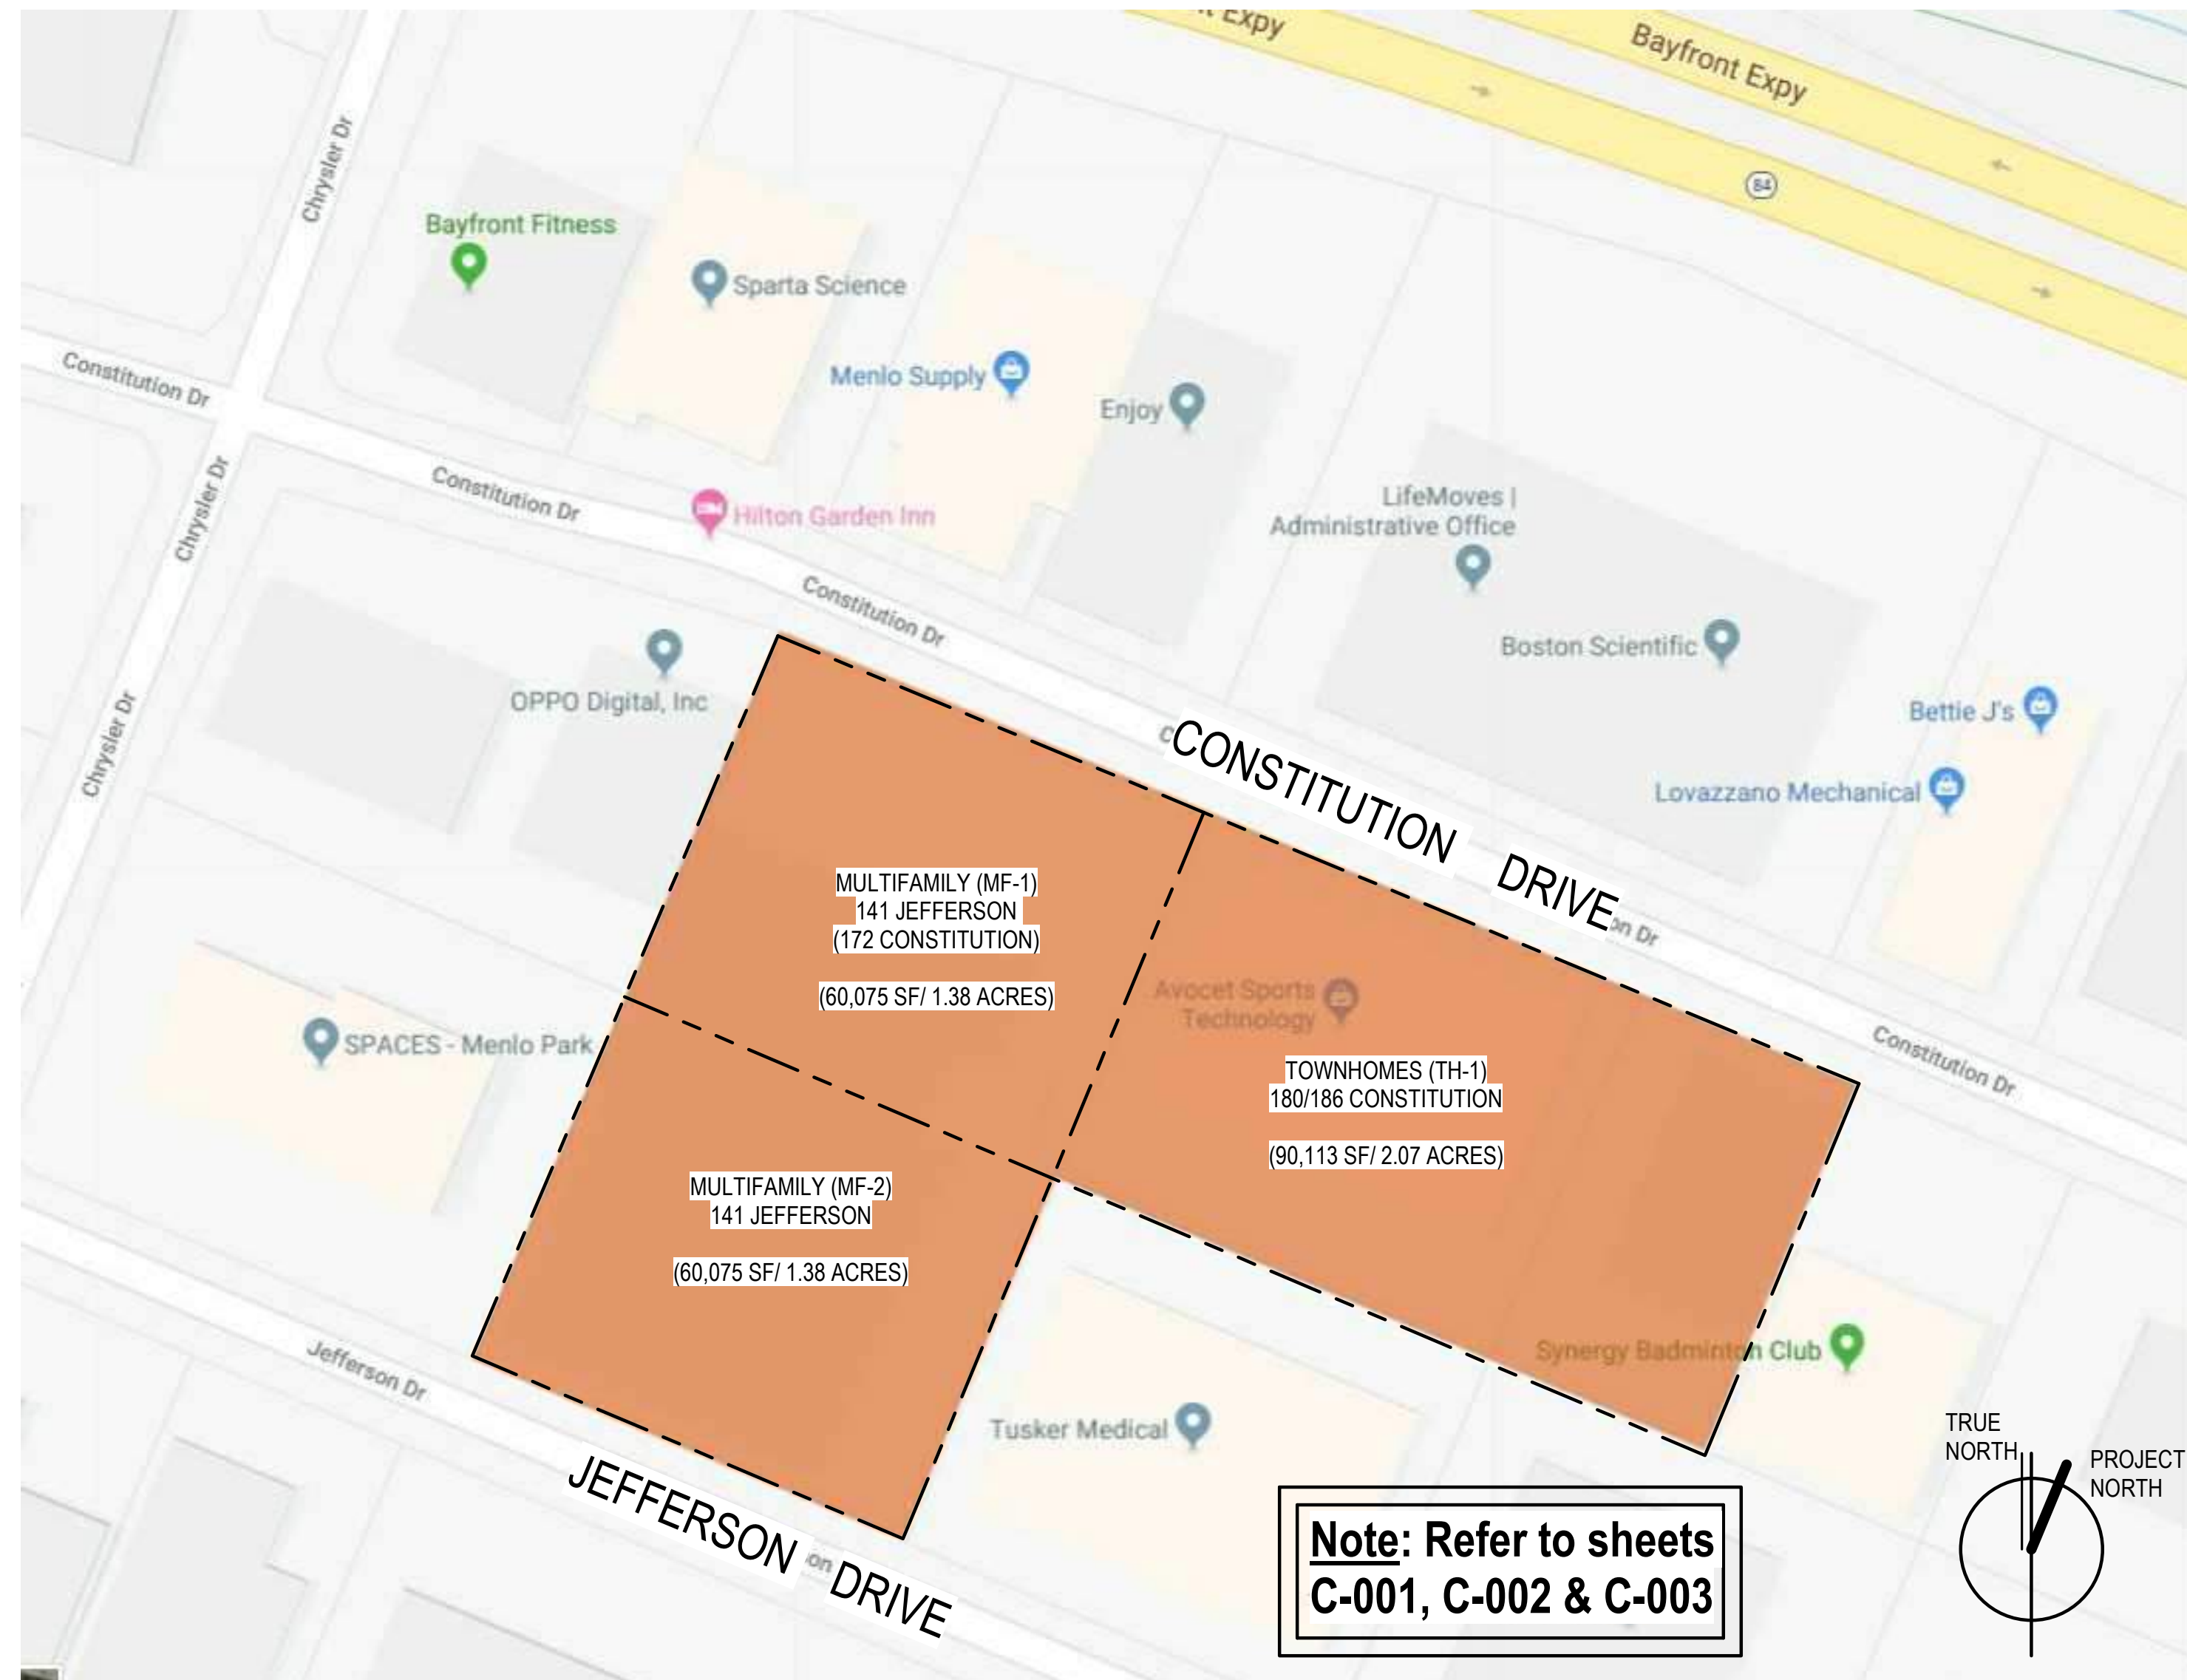 Expy
Bayfront Expy
84
Chrysler Dr
Bayfront Fitness
Sparta Science
Constitution Dr
Menlo Supply
Enjoy
Chrysler Dr
Constitution Dr
Hilton Garden Inn
LifeMoves |
Administrative Office
Constitution Dr
OPPO Digital, Inc
Boston Scientific
Bettie J's
Chrysler Dr
CONSTITUTION DRIVE
on Dr
Lovazzano Mechanical
MULTIFAMILY (MF-1)
141 JEFFERSON
(172 CONSTITUTION)
(60,075 SF/ 1.38 ACRES)
Avocet Sports
Technology
SPACES - Menlo Park
TOWNHOMES (TH-1)
180/186 CONSTITUTION
(90,113 SF/ 2.07 ACRES)
Constitution Dr
MULTIFAMILY (MF-2)
141 JEFFERSON
(60,075 SF/ 1.38 ACRES)
Jefferson Dr
Synergy Badminton Club
Tusker Medical
JEFFERSON DRIVE
on
Note: Refer to sheets
C-001, C-002 & C-003
TRUE
NORTH
PROJECT
NORTH